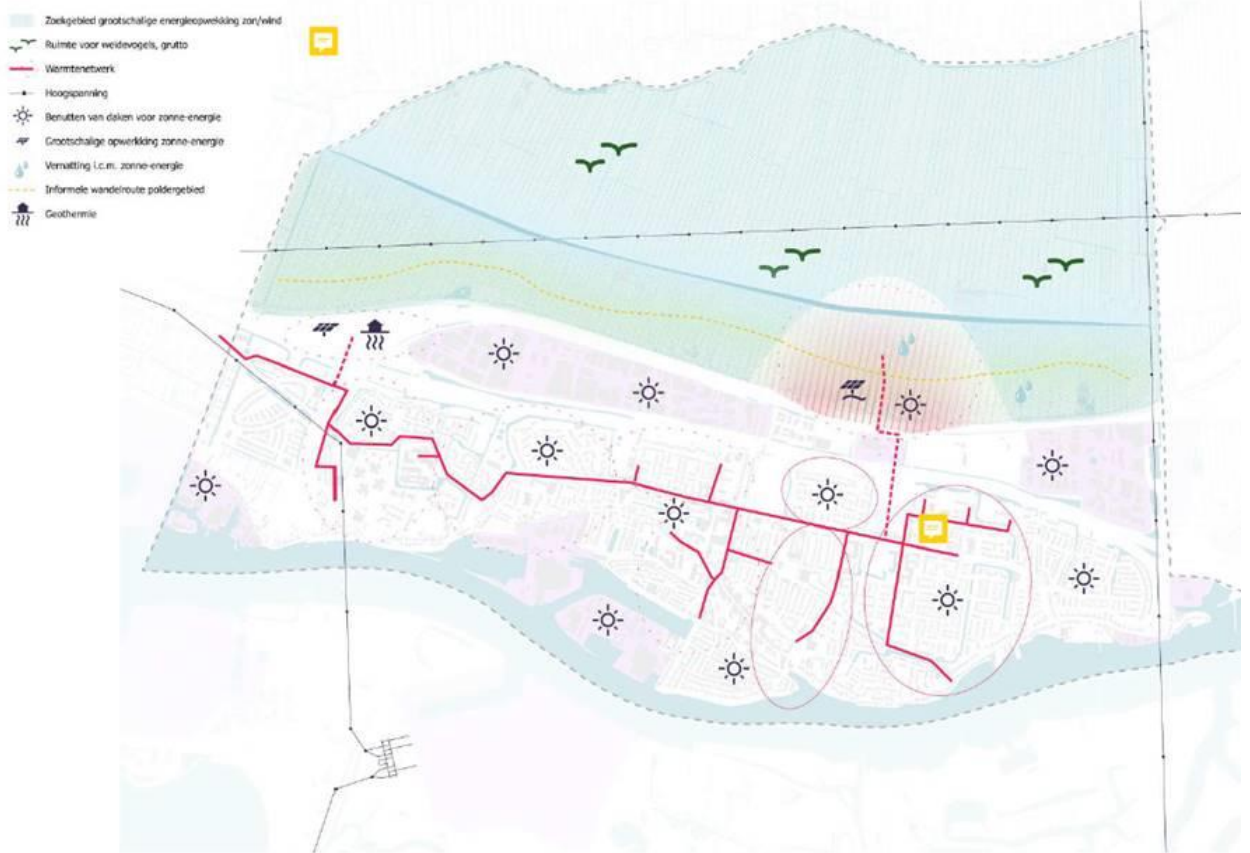 Zoekgebied grootschalige energieopwekking zon/wind
Ruimte voor weidevogels, grutto
Warmtenetwerk
Hoogspanning
Benutten van daken voor zonne-energie
Grootschalige opwerkking zonne-energie
Vernatting i.c.m. zonne-energie
Informele wandelroute poldergebied
Geothermie